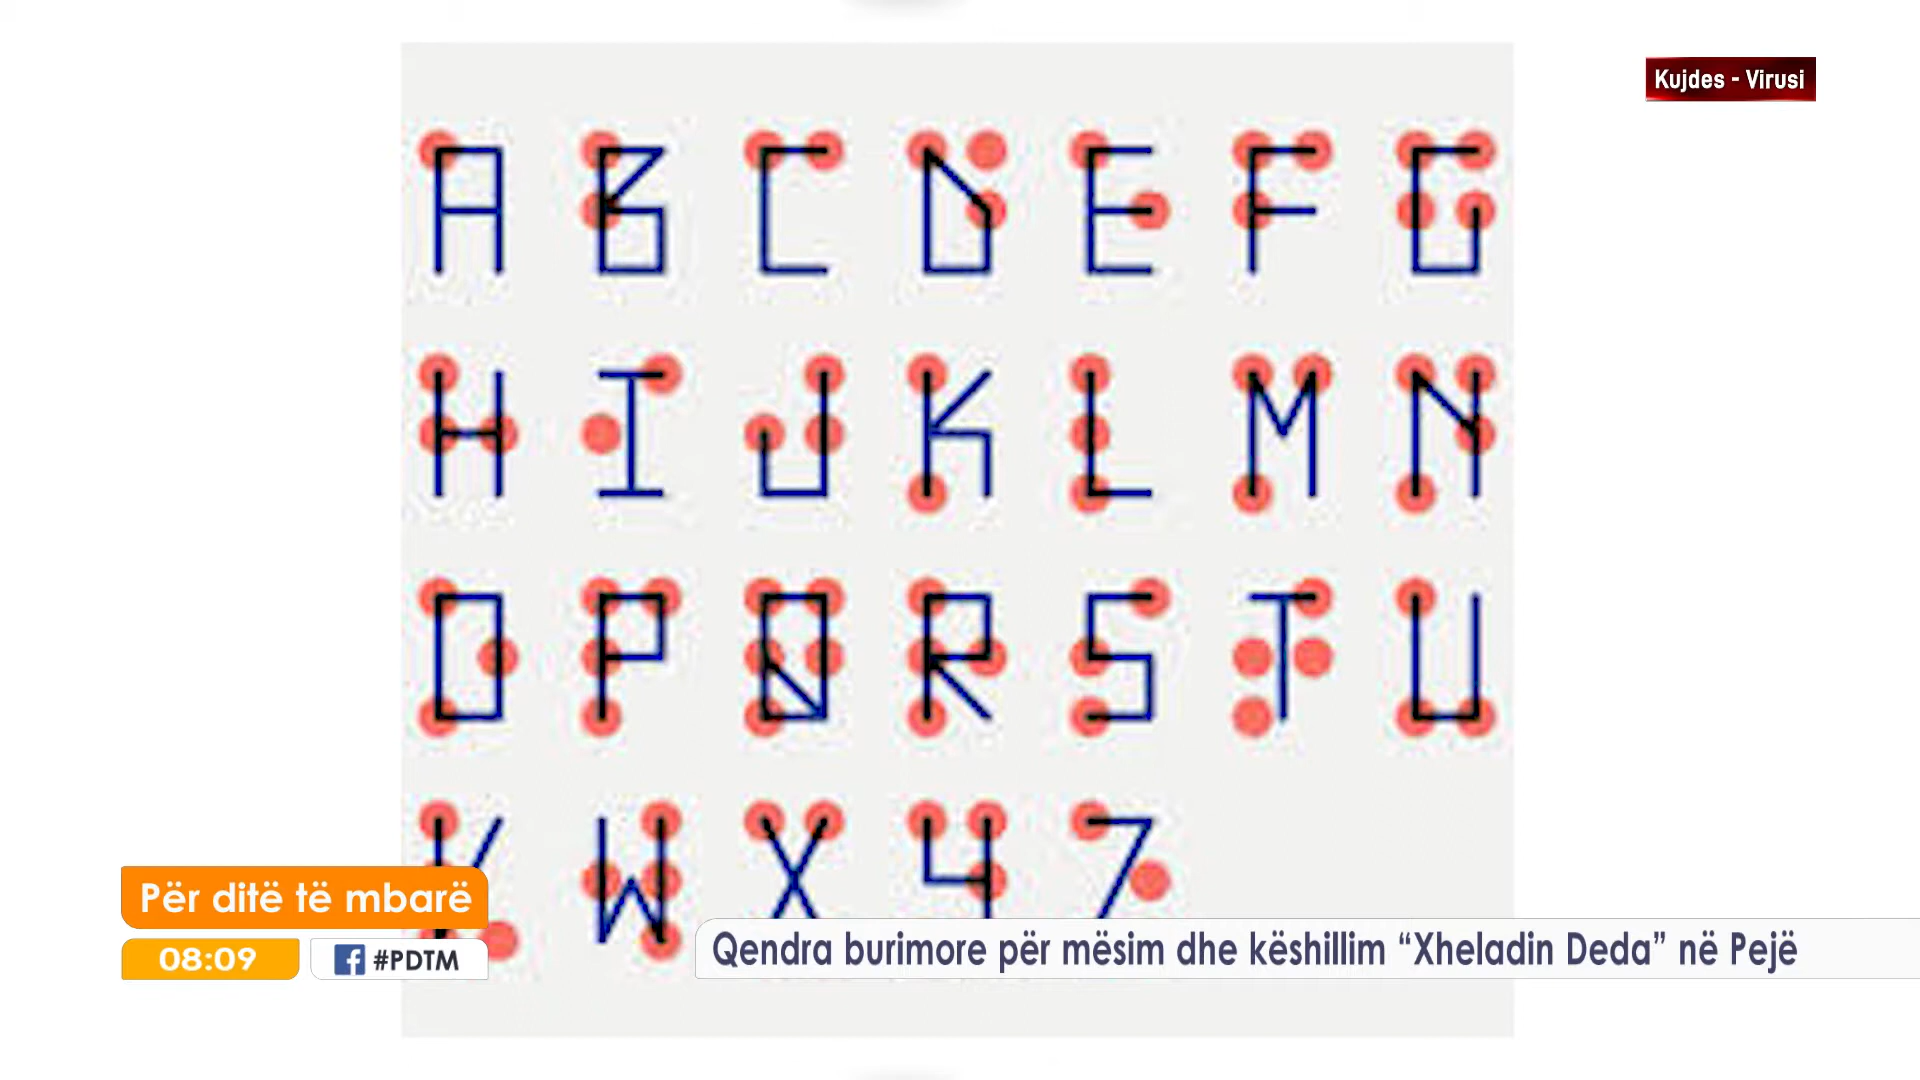 Kujdes - Virusi
A B C D E F G
H I J K L M N
O P Q R S T U
V W X Y Z
Për ditë të mbarë
08:09 #PDTM
Qendra burimore për mësim dhe këshillim “Xheladin Deda” në Pejë